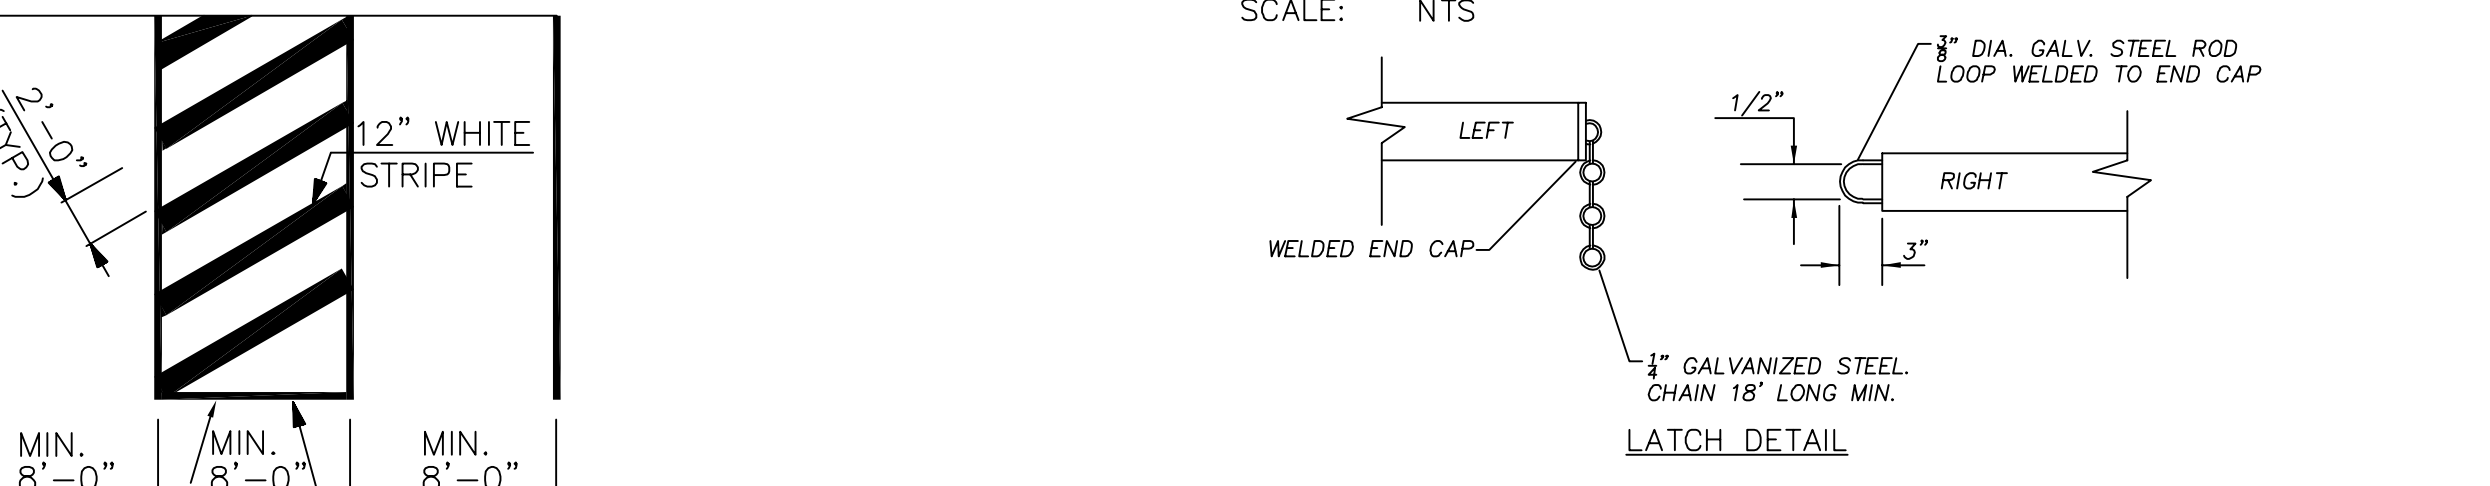 SCALE: NTS
2'-0"
(TYP.)
12" WHITE
STRIPE
MIN.
8'-0"
MIN.
8'-0"
MIN.
8'-0"
LEFT
WELDED END CAP
1/2"
3/8" DIA. GALV. STEEL ROD
LOOP WELDED TO END CAP
RIGHT
3"
1/4" GALVANIZED STEEL.
CHAIN 18' LONG MIN.
LATCH DETAIL